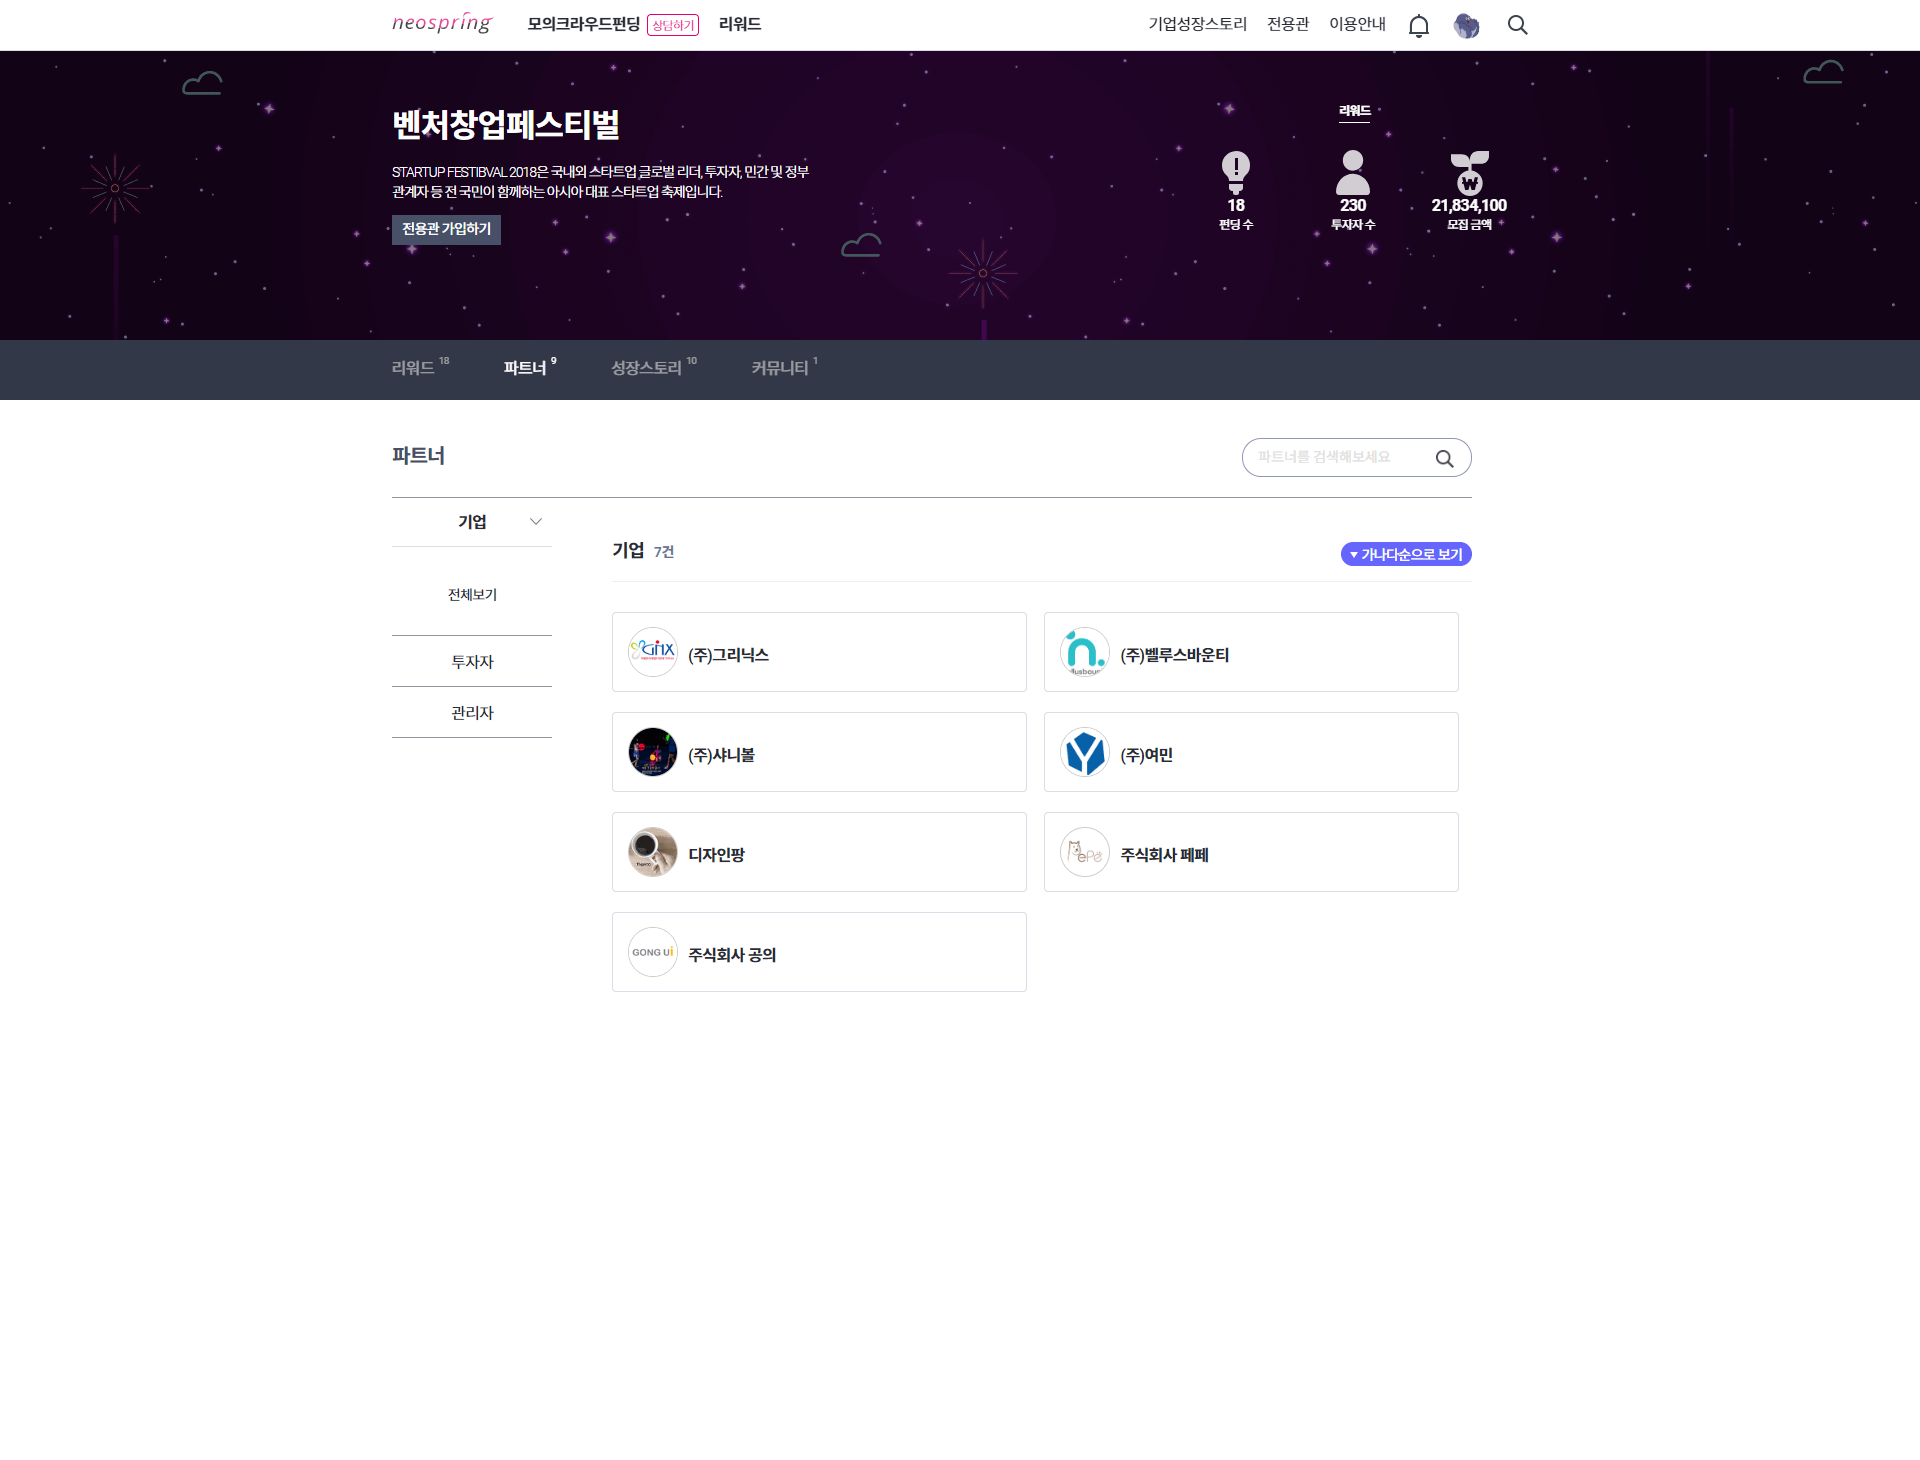 neospring
모의크라우드펀딩 상담하기 리워드
기업성장스토리 전용관 이용안내
벤처창업페스티벌
STARTUP FESTIBVAL 2018은 국내외 스타트업 글로벌 리더, 투자자, 민간 및 정부
관계자 등 전 국민이 함께하는 아시아 대표 스타트업 축제입니다.
전용관 가입하기
리워드
18 230 21,834,100
펀딩 수 투자자 수 모집 금액
리워드 18 파트너 9 성장스토리 10 커뮤니티 1
파트너
파트너를 검색해보세요
기업
전체보기
투자자
관리자
기업 7건
▼ 가나다순으로 보기
GNX (주)그리닉스
n. (주)벨루스바운티
(주)샤니볼
Y (주)여민
디자인팡
ePet 주식회사 페페
GONG Ui 주식회사 공의